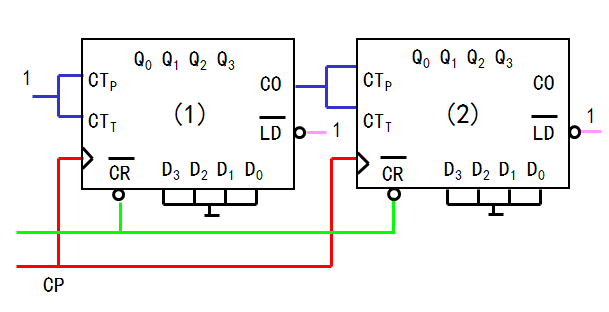 Q₀ Q₁ Q₂ Q₃
1
CTP
CO
CTT
(1)
LD
1
CR
D₃ D₂ D₁ D₀
Q₀ Q₁ Q₂ Q₃
CTP
CO
CTT
(2)
LD
1
CR
D₃ D₂ D₁ D₀
CP